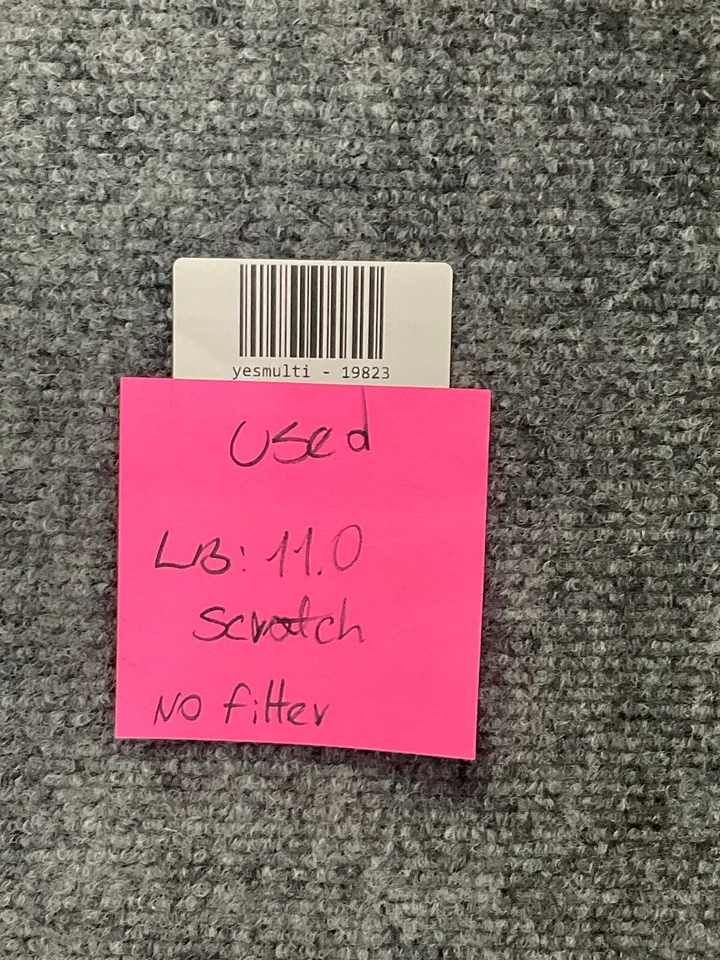 yesmulti - 19823
used
LB: 11.0
Scratch
NO filter